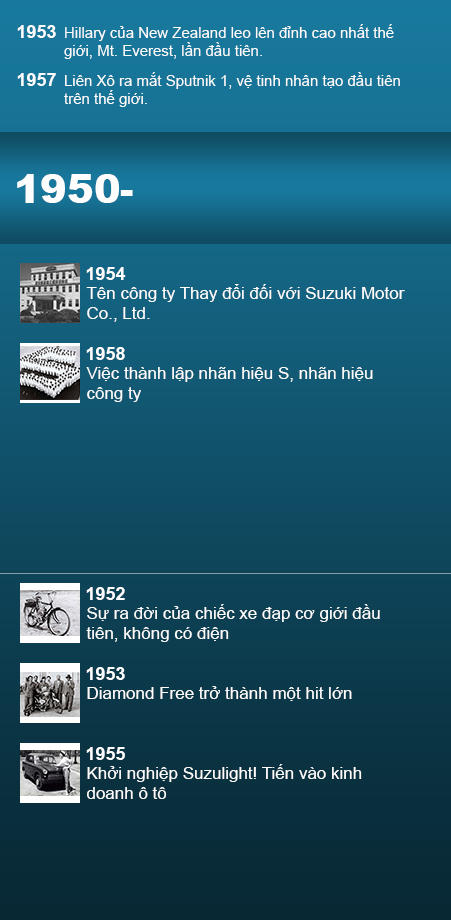 1953 Hillary của New Zealand leo lên đỉnh cao nhất thế
giới, Mt. Everest, lần đầu tiên.
1957 Liên Xô ra mắt Sputnik 1, vệ tinh nhân tạo đầu tiên
trên thế giới.
1950-
1954
Tên công ty Thay đổi đối với Suzuki Motor
Co., Ltd.
1958
Việc thành lập nhãn hiệu S, nhãn hiệu
công ty
1952
Sự ra đời của chiếc xe đạp cơ giới đầu
tiên, không có điện
1953
Diamond Free trở thành một hit lớn
1955
Khởi nghiệp Suzulight! Tiến vào kinh
doanh ô tô